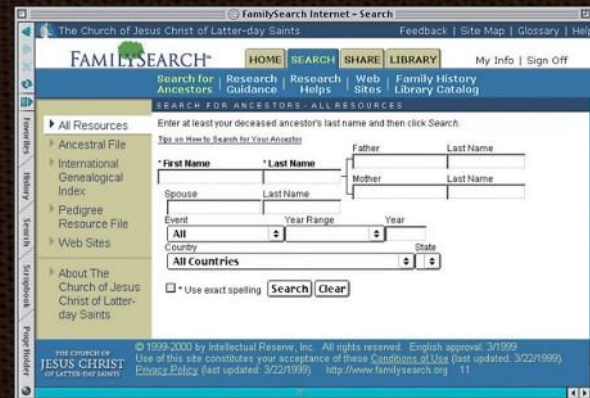 FamilySearch Internet - Search
The Church of Jesus Christ of Latter-day Saints
Feedback | Site Map | Glossary | Help
FAMILYSEARCH
HOME SEARCH SHARE LIBRARY
My Info | Sign Off
Search for Ancestors | Research Guidance | Research Helps | Web Sites | Family History Library Catalog
SEARCH FOR ANCESTORS - ALL RESOURCES
Favorites
History
Search
Scrapbook
Page Holder
All Resources
Ancestral File
International
Genealogical
Index
Pedigree
Resource File
Web Sites
About The
Church of Jesus
Christ of Latter-
day Saints
Enter at least your deceased ancestor's last name and then click Search.
Tips on How to Search for Your Ancestor
* First Name * Last Name
Father Last Name
Mother Last Name
Spouse Last Name
Event Year Range Year
All
Country State
All Countries
* Use exact spelling Search Clear
THE CHURCH OF
JESUS CHRIST
OF LATTER-DAY SAINTS
© 1999-2000 by Intellectual Reserve, Inc. All rights reserved. English approval: 3/1999
Use of this site constitutes your acceptance of these Conditions of Use (last updated: 3/22/1999).
Privacy Policy (last updated: 3/22/1999). http://www.familysearch.org 11